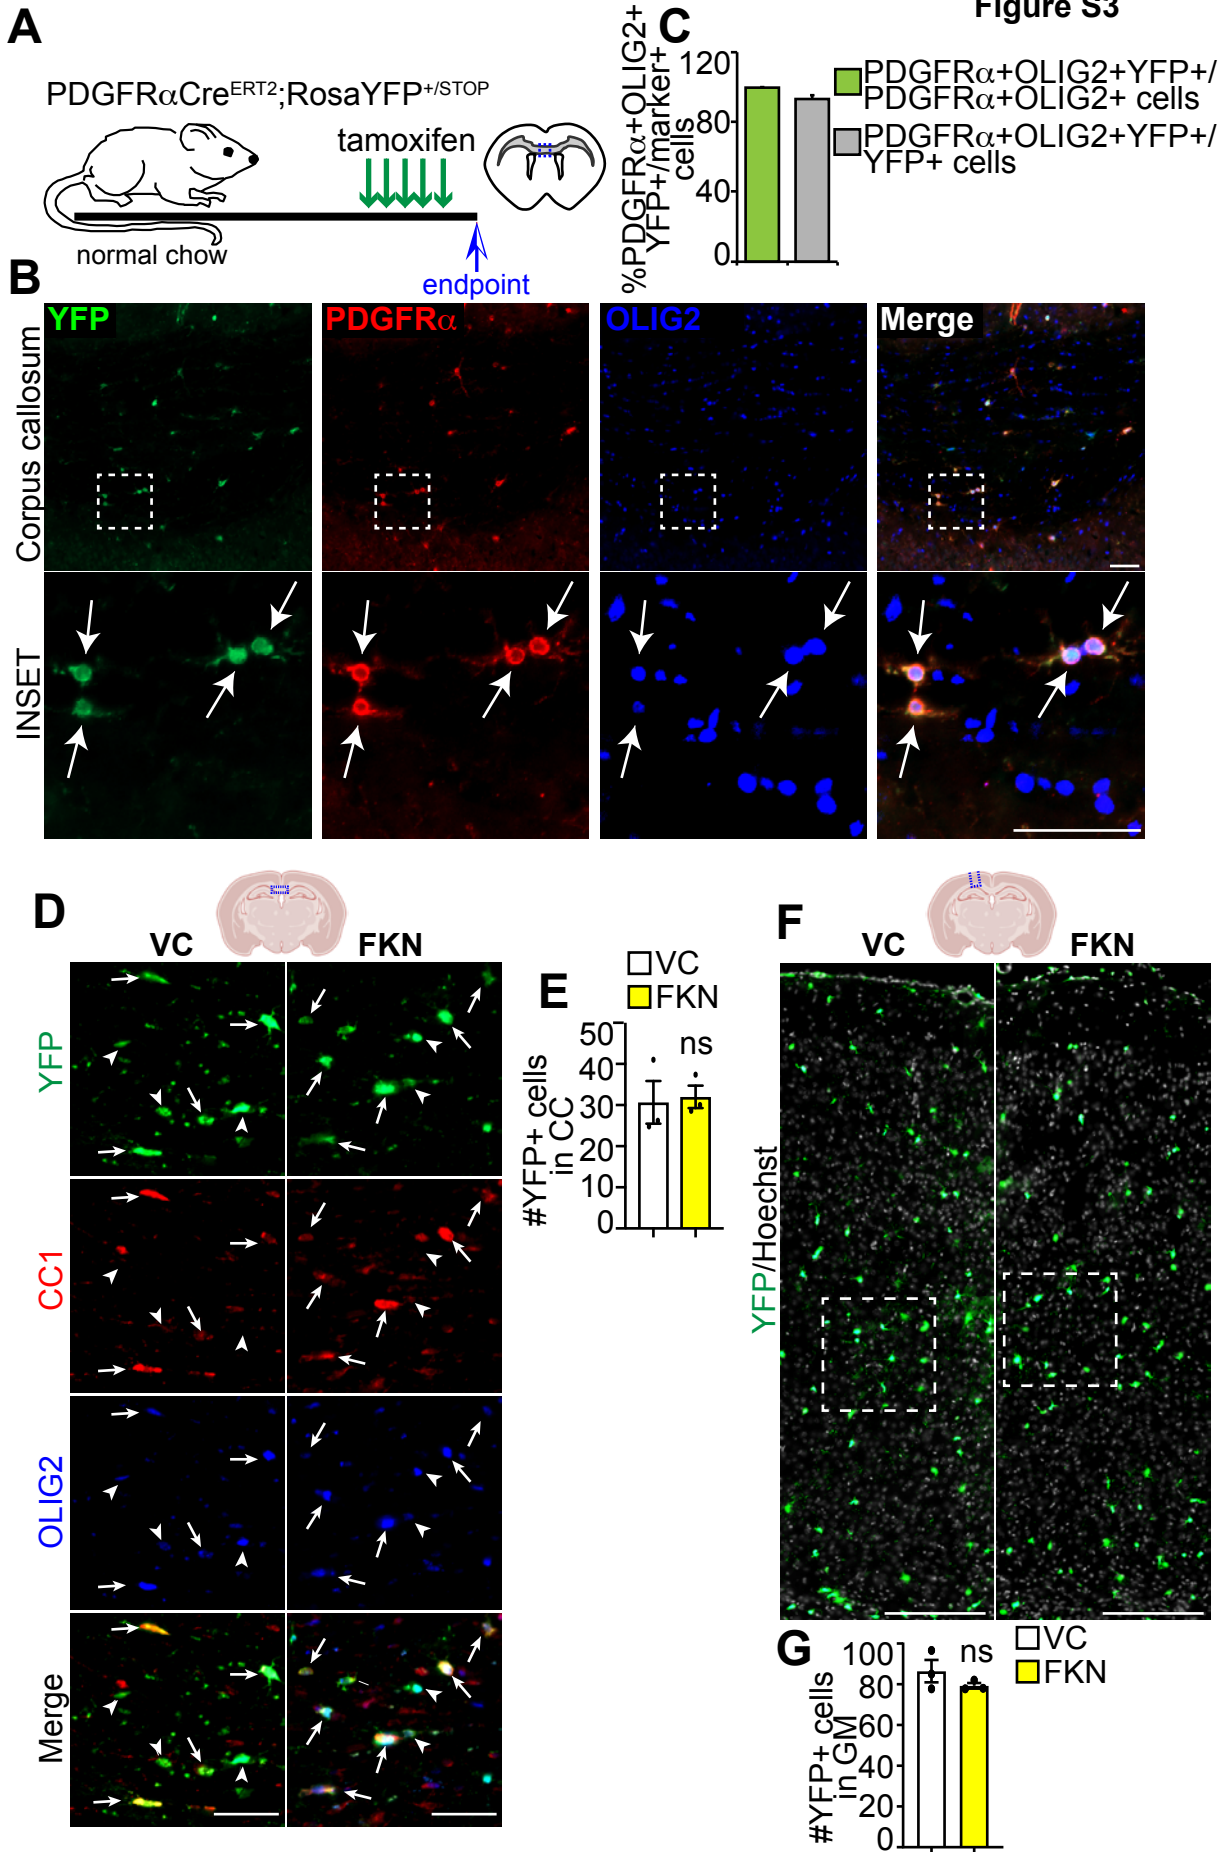 Figure S3
A
PDGFRαCreERT2;RosaYFP+/STOP
tamoxifen
normal chow
endpoint
C
%PDGFRα+OLIG2+
YFP+/marker+
cells
120
80
40
0
PDGFRα+OLIG2+YFP+/
PDGFRα+OLIG2+ cells
PDGFRα+OLIG2+YFP+/
YFP+ cells
B
YFP
PDGFRα
OLIG2
Merge
Corpus callosum
INSET
D
VC
FKN
YFP
CC1
OLIG2
Merge
E
VC
FKN
#YFP+ cells
in CC
50
40
30
20
10
0
ns
F
VC
FKN
YFP/Hoechst
G
#YFP+ cells
in GM
100
80
60
40
20
0
ns
VC
FKN